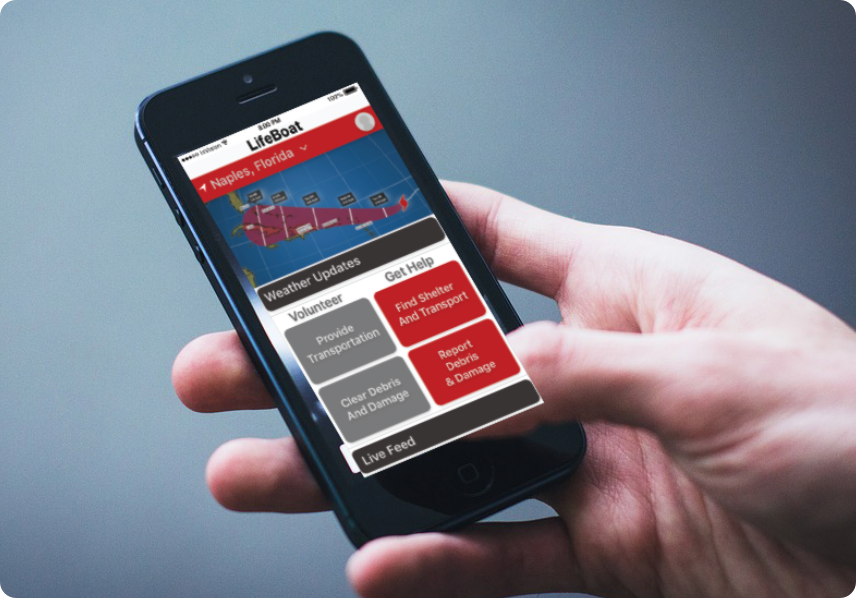 InVision
8:00 PM
100%
LifeBoat
Naples, Florida
Weather Updates
Volunteer
Get Help
Provide
Transportation
Find Shelter
And Transport
Clear Debris
And Damage
Report
Debris
& Damage
Live Feed